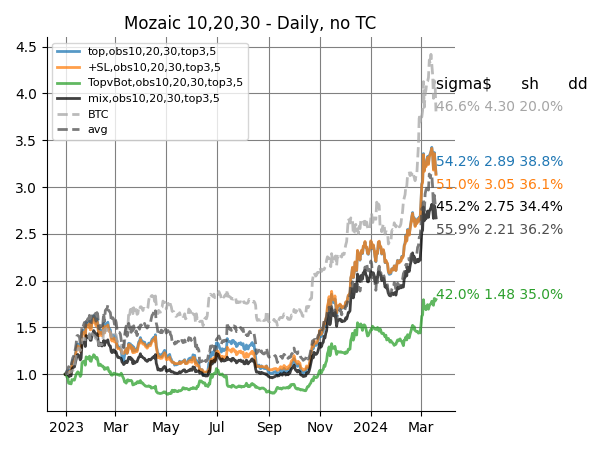 Mozaic 10,20,30 - Daily, no TC
4.5
4.0
3.5
3.0
2.5
2.0
1.5
1.0
top,obs10,20,30,top3,5
+SL,obs10,20,30,top3,5
TopvBot,obs10,20,30,top3,5
mix,obs10,20,30,top3,5
BTC
avg
sigma$ sh dd
46.6% 4.30 20.0%
54.2% 2.89 38.8%
51.0% 3.05 36.1%
45.2% 2.75 34.4%
55.9% 2.21 36.2%
42.0% 1.48 35.0%
2023 Mar May Jul Sep Nov 2024 Mar